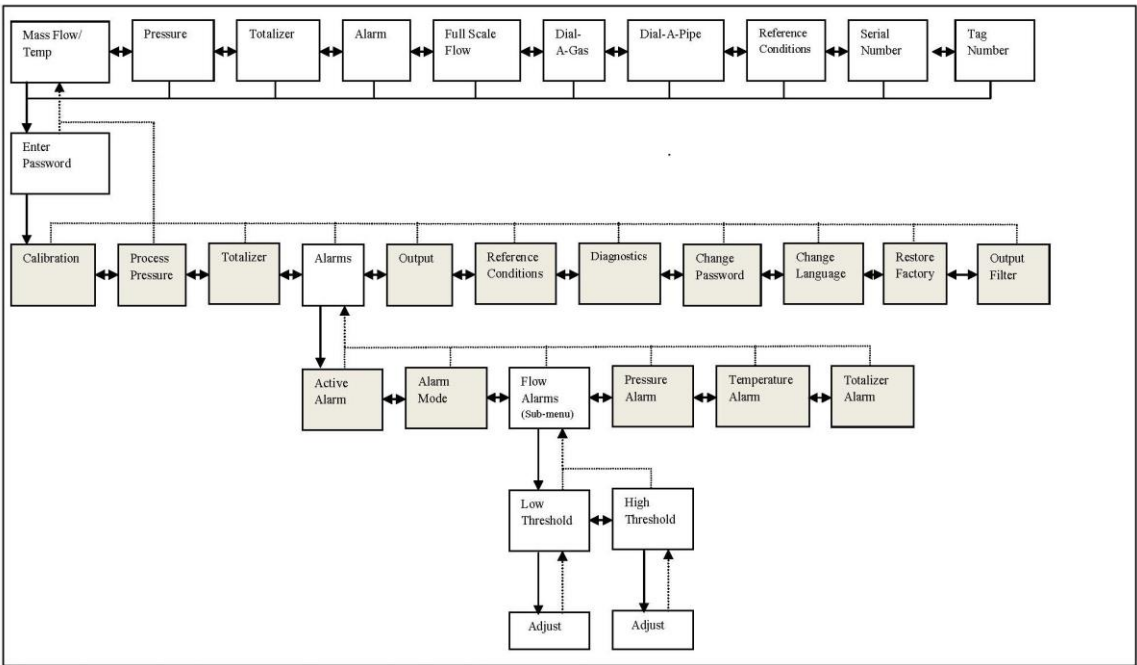 Mass Flow/
Temp
Pressure
Totalizer
Alarm
Full Scale
Flow
Dial-
A-Gas
Dial-A-Pipe
Reference
Conditions
Serial
Number
Tag
Number
Enter
Password
Calibration
Process
Pressure
Totalizer
Alarms
Output
Reference
Conditions
Diagnostics
Change
Password
Change
Language
Restore
Factory
Output
Filter
Active
Alarm
Alarm
Mode
Flow
Alarms
(Sub-menu)
Pressure
Alarm
Temperature
Alarm
Totalizer
Alarm
Low
Threshold
High
Threshold
Adjust
Adjust